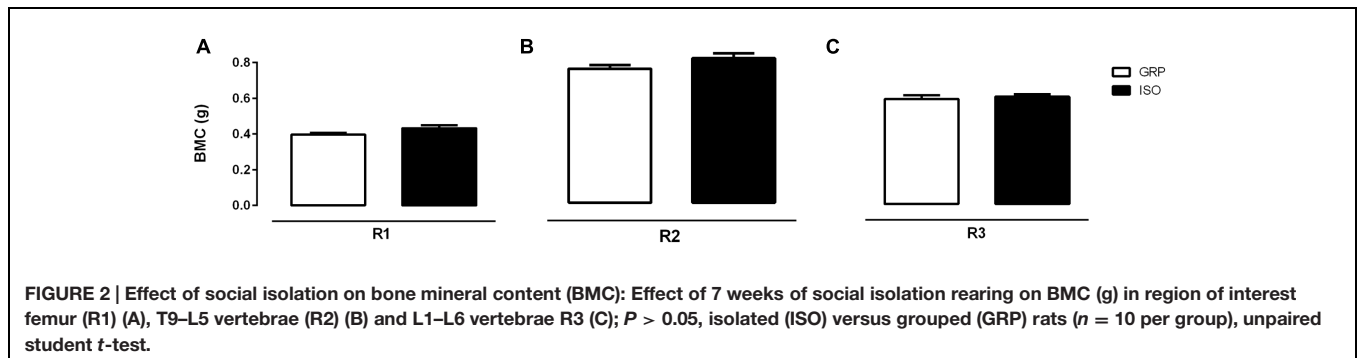 A
B
C
GRP
ISO
BMC (g)
0.8
0.6
0.4
0.2
0.0
R1
R2
R3
FIGURE 2 | Effect of social isolation on bone mineral content (BMC): Effect of 7 weeks of social isolation rearing on BMC (g) in region of interest
femur (R1) (A), T9–L5 vertebrae (R2) (B) and L1–L6 vertebrae R3 (C); P > 0.05, isolated (ISO) versus grouped (GRP) rats (n = 10 per group), unpaired
student t-test.